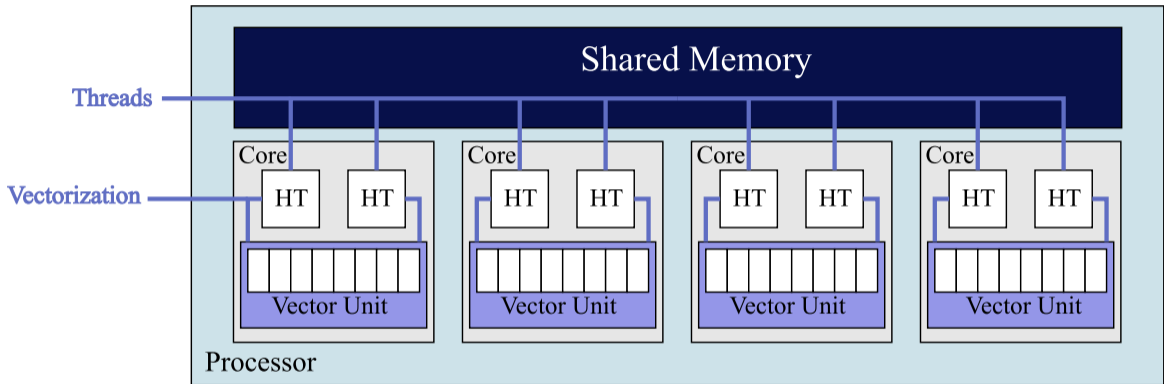 Shared Memory
Threads
Core
Core
Core
Core
Vectorization
HT
HT
HT
HT
HT
HT
HT
HT
Vector Unit
Vector Unit
Vector Unit
Vector Unit
Processor